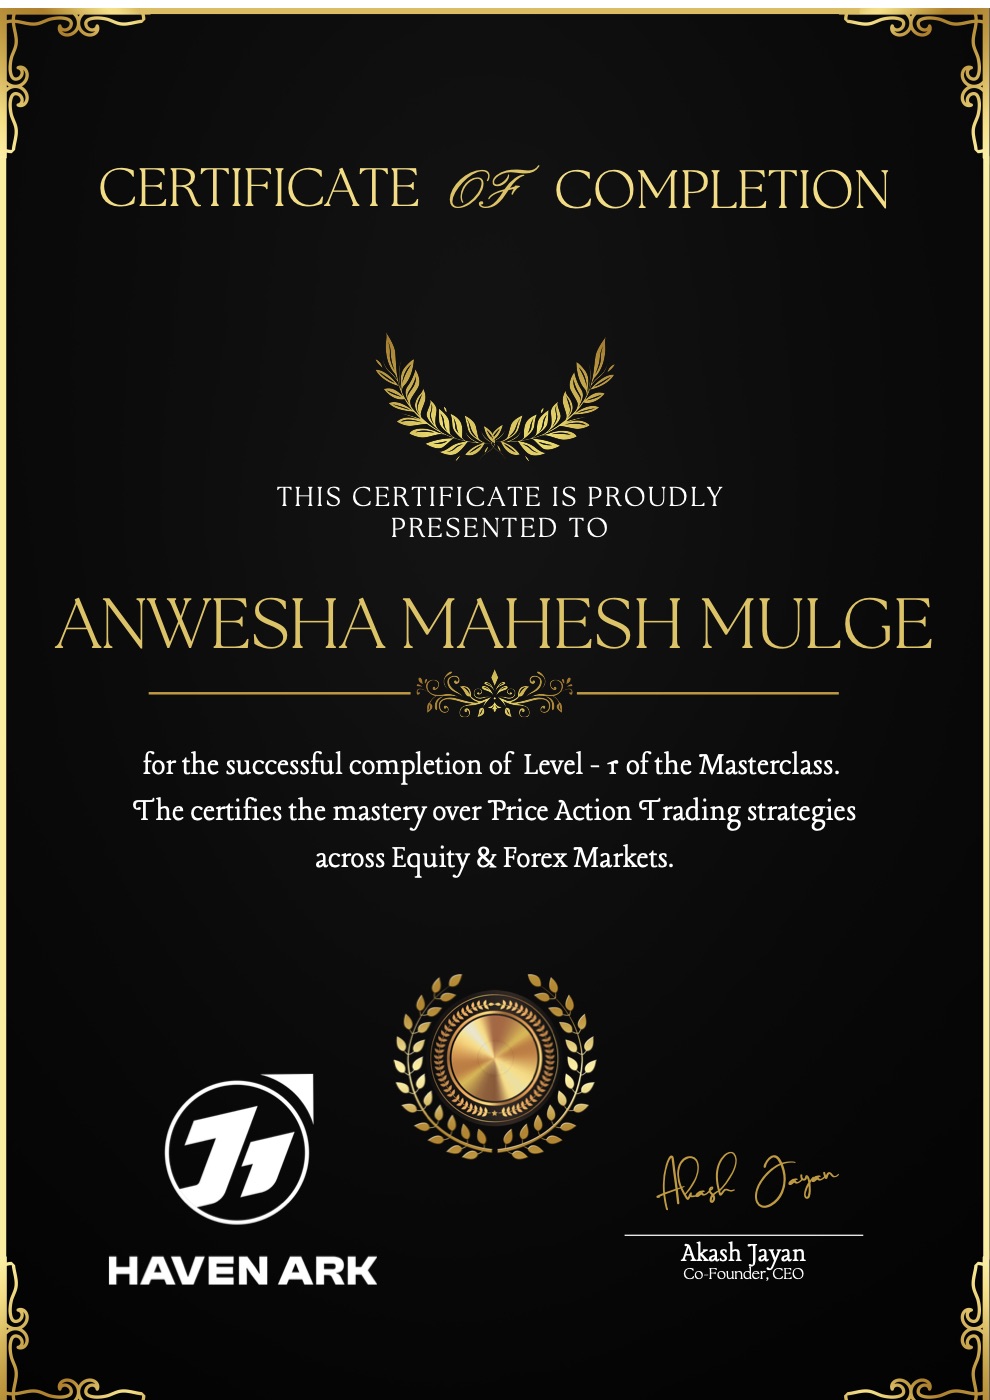 CERTIFICATE OF COMPLETION
THIS CERTIFICATE IS PROUDLY
PRESENTED TO
ANWESHA MAHESH MULGE
for the successful completion of Level - 1 of the Masterclass.
The certifies the mastery over Price Action Trading strategies
across Equity & Forex Markets.
HAVEN ARK
Akash Jayan
Akash Jayan
Co-Founder, CEO